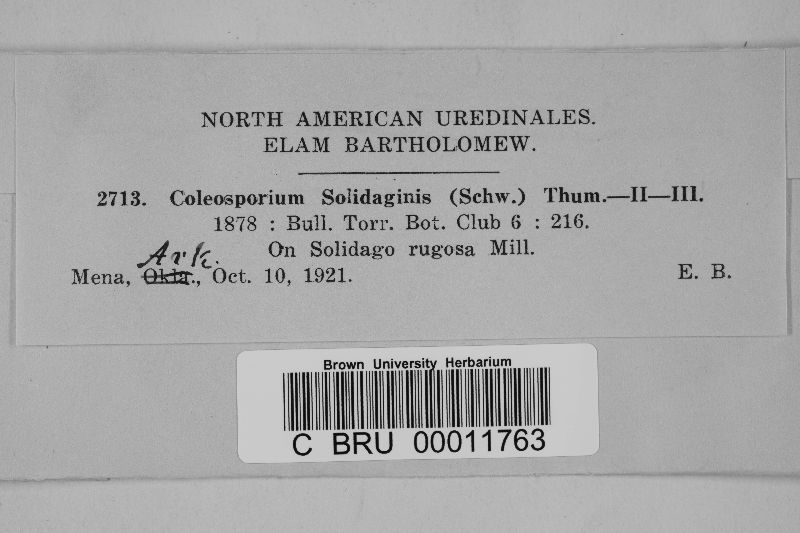 NORTH AMERICAN UREDINALES.
ELAM BARTHOLOMEW.
2713. Coleosporium Solidaginis (Schw.) Thum.—II—III.
1878 : Bull. Torr. Bot. Club 6 : 216.
On Solidago rugosa Mill.
Ark.
Mena, Okla., Oct. 10, 1921. E. B.
Brown University Herbarium
C BRU 00011763